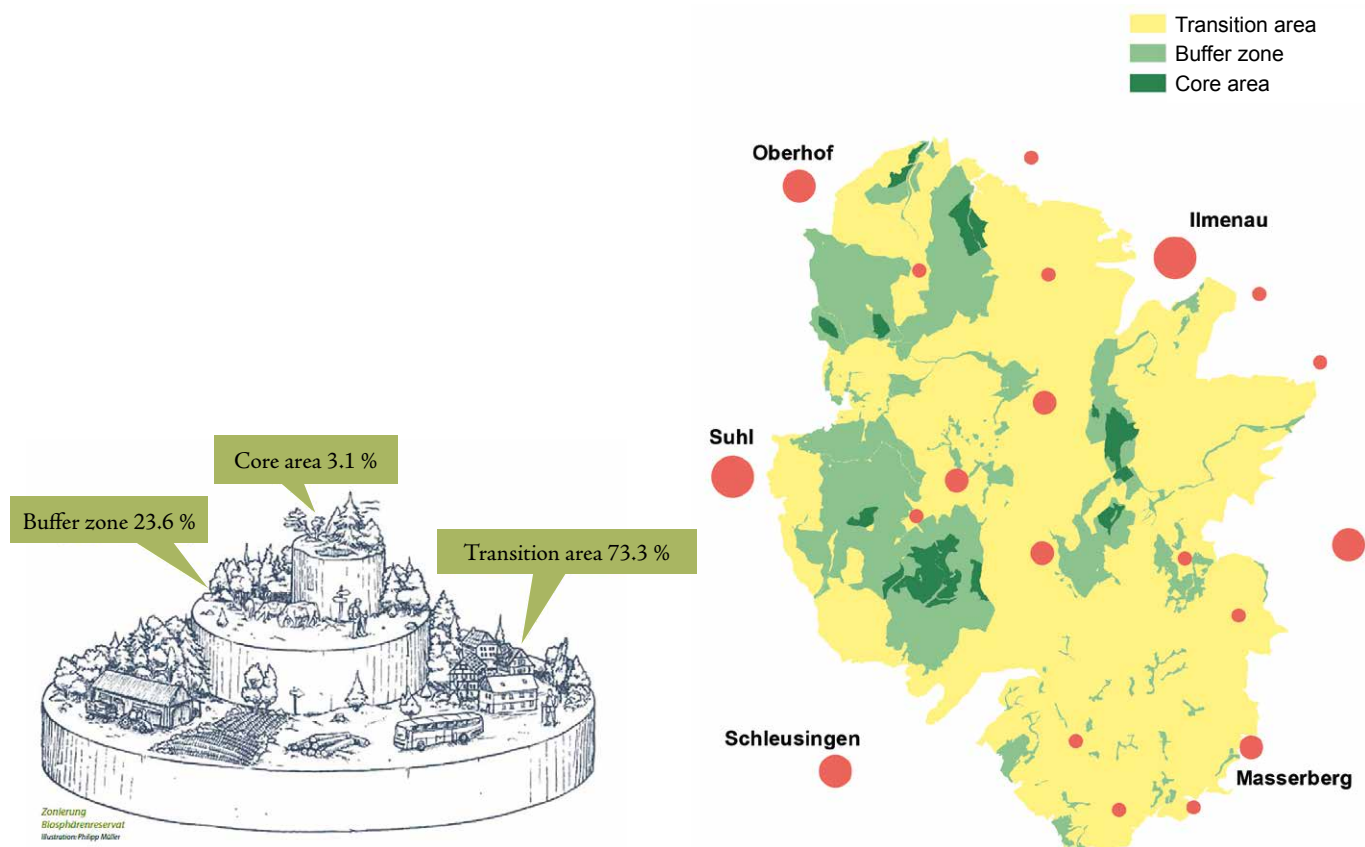 Transition area
Buffer zone
Core area
Oberhof
Ilmenau
Suhl
Schleusingen
Masserberg
Core area 3.1 %
Buffer zone 23.6 %
Transition area 73.3 %
Zonierung
Biosphärenreservat
Illustration: Philipp Müller